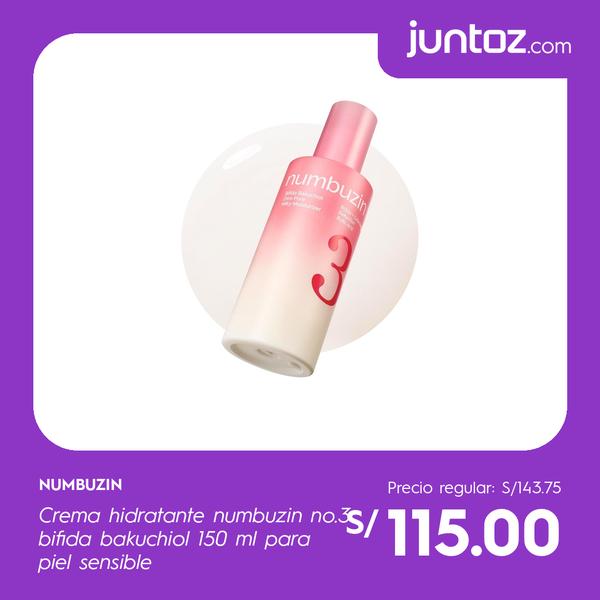 juntoz.com
numbuzin
3
NUMBUZIN
Crema hidratante numbuzin no.3
bifida bakuchiol 150 ml para
piel sensible
Precio regular: S/143.75
S/ 115.00